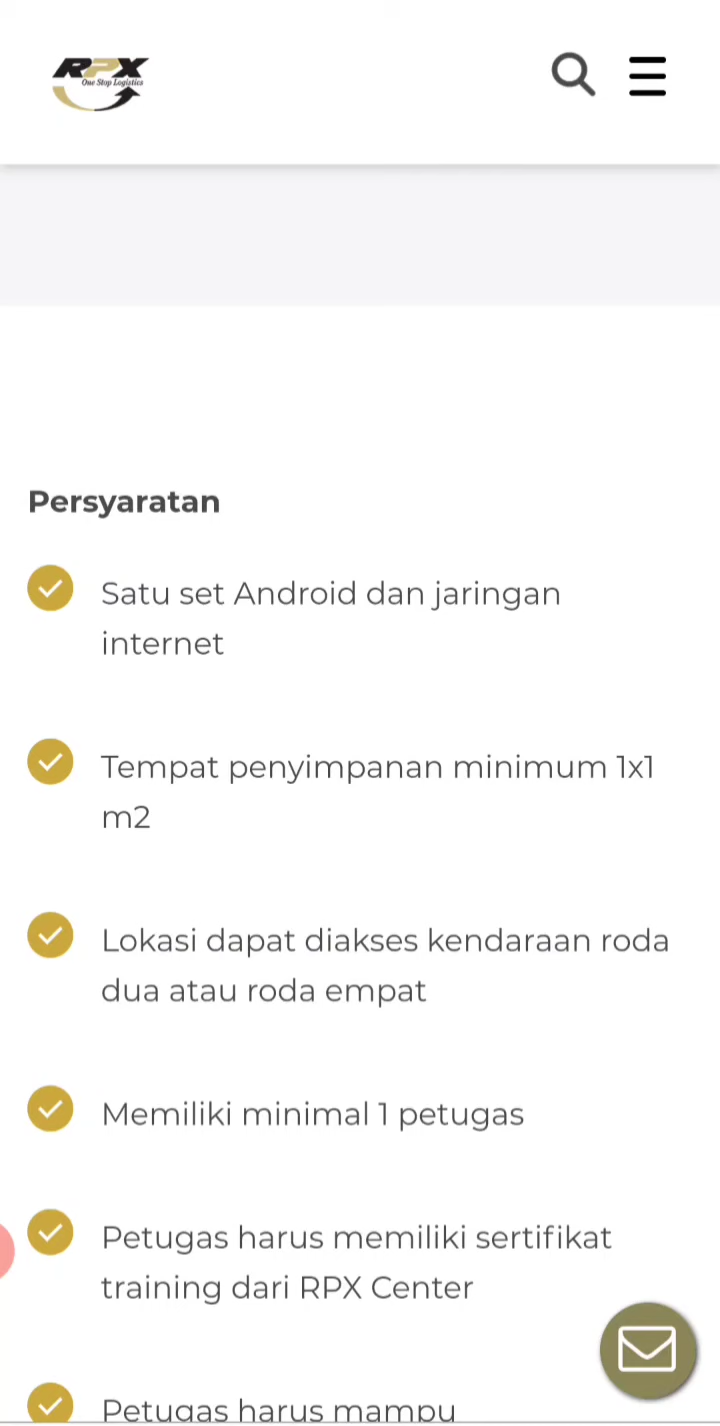 RPX
One Stop Logistics
Persyaratan
Satu set Android dan jaringan
internet
Tempat penyimpanan minimum 1x1
m2
Lokasi dapat diakses kendaraan roda
dua atau roda empat
Memiliki minimal 1 petugas
Petugas harus memiliki sertifikat
training dari RPX Center
Petugas harus mampu